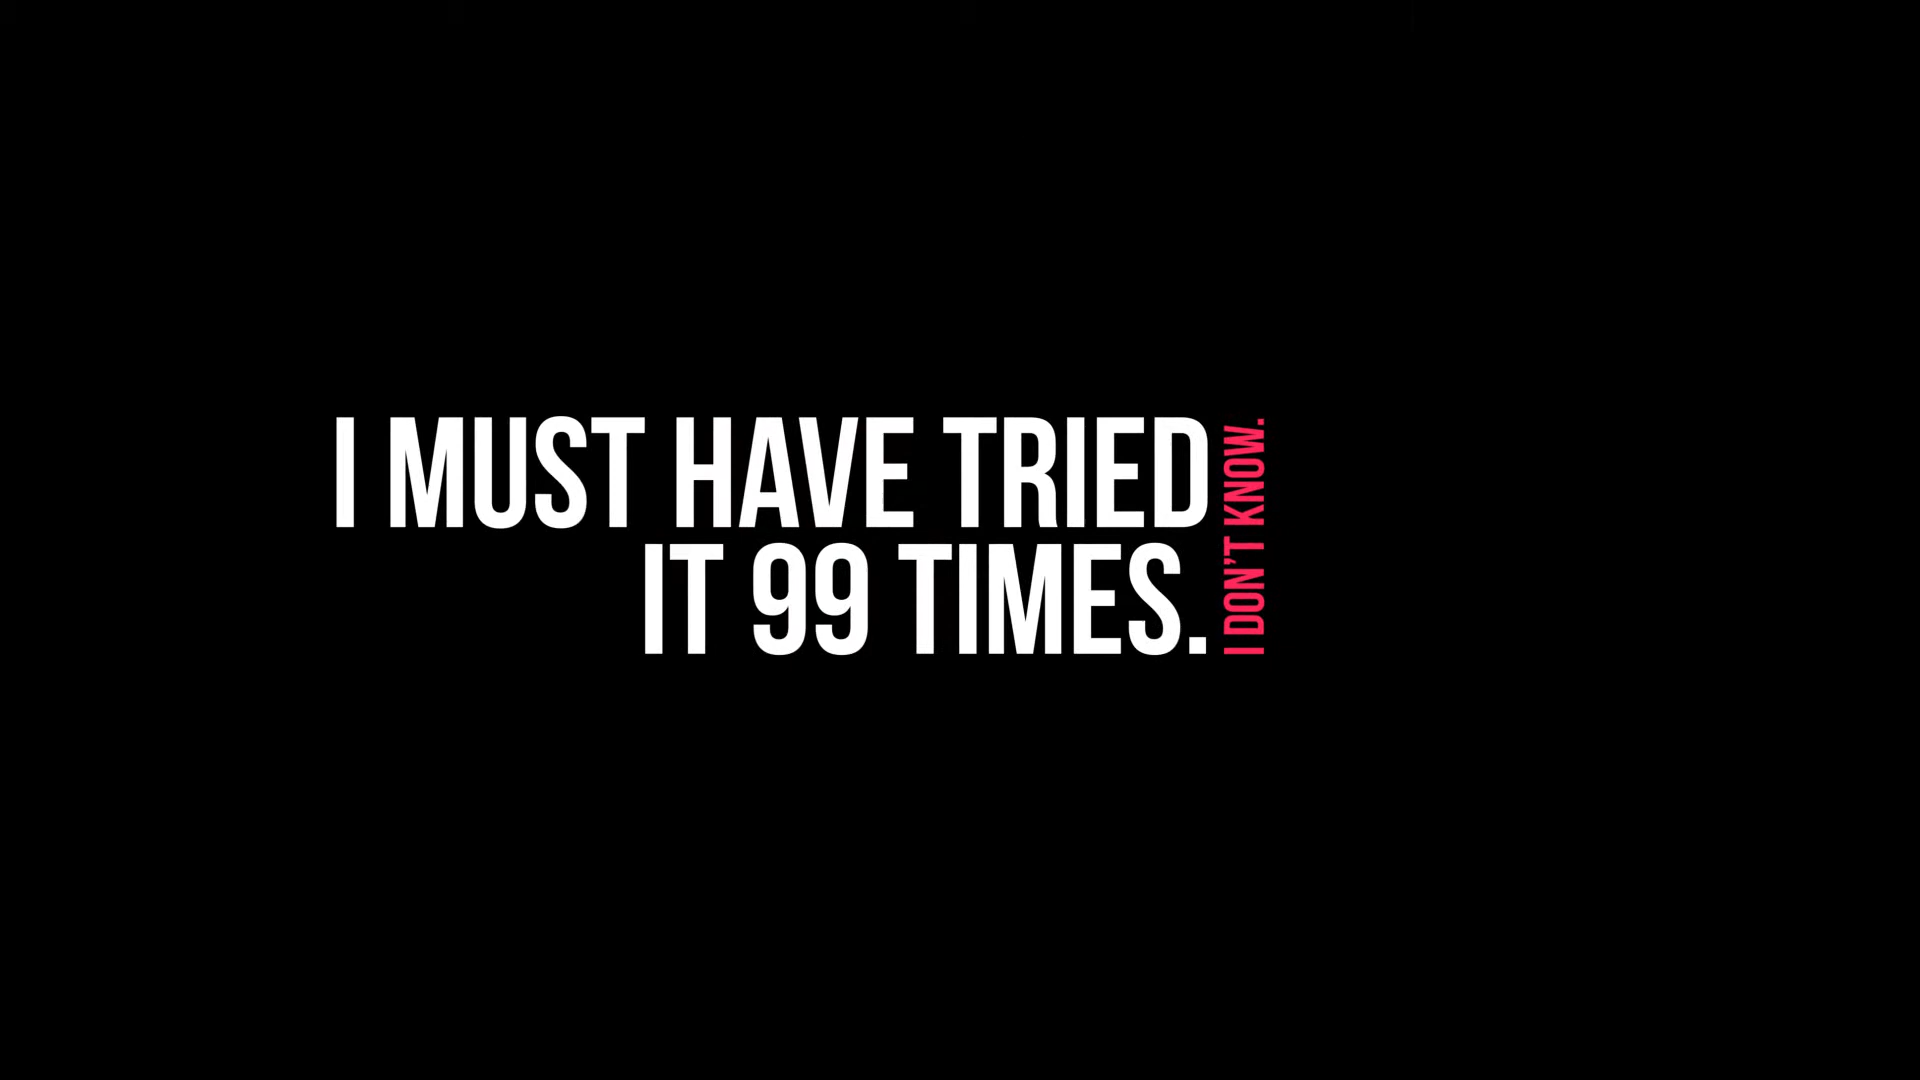 I MUST HAVE TRIED
IT 99 TIMES.
I DON'T KNOW.